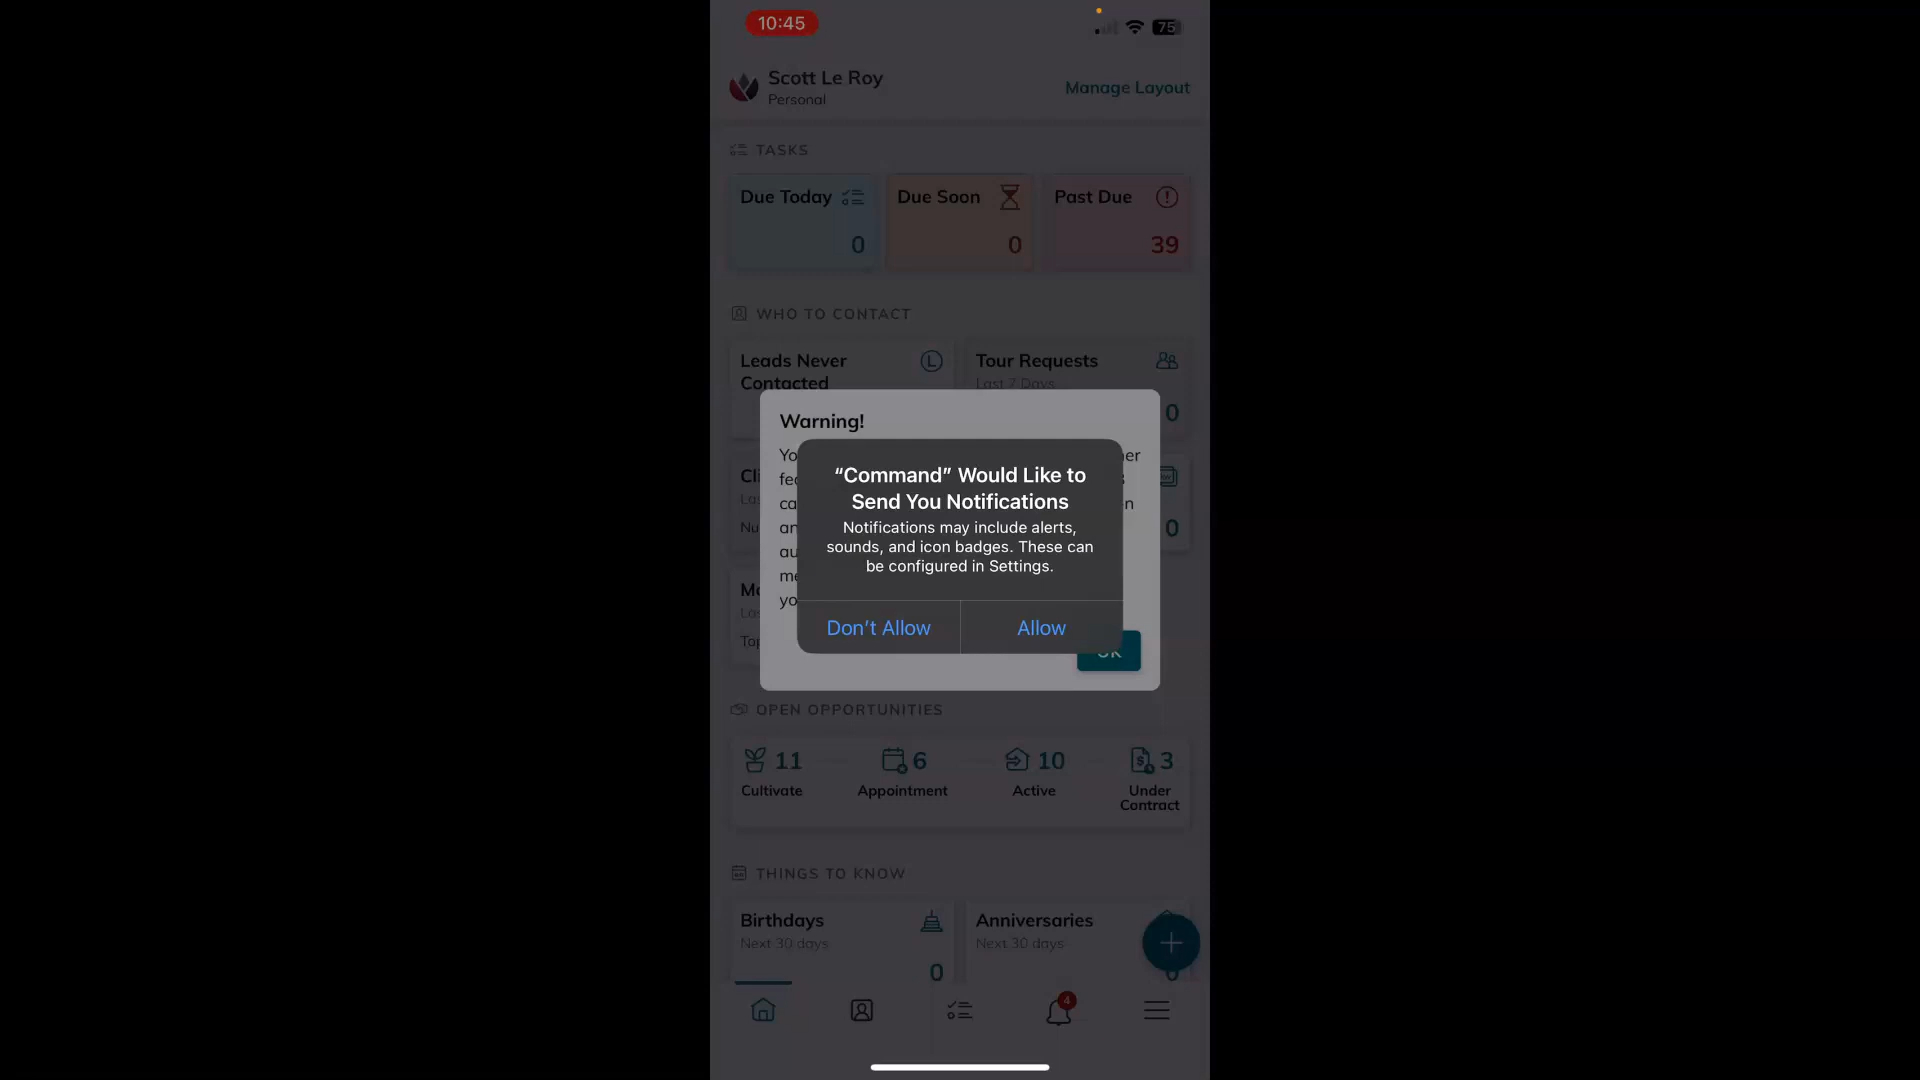 10:45
75
Scott Le Roy
Personal
Manage Layout
TASKS
Due Today
0
Due Soon
0
Past Due
39
WHO TO CONTACT
Leads Never
Contacted
Tour Requests
Last 7 Days
0
0
Warning!
“Command” Would Like to
Send You Notifications
Notifications may include alerts,
sounds, and icon badges. These can
be configured in Settings.
Don’t Allow
Allow
OPEN OPPORTUNITIES
11
Cultivate
6
Appointment
10
Active
3
Under
Contract
THINGS TO KNOW
Birthdays
Next 30 days
0
Anniversaries
Next 30 days
4